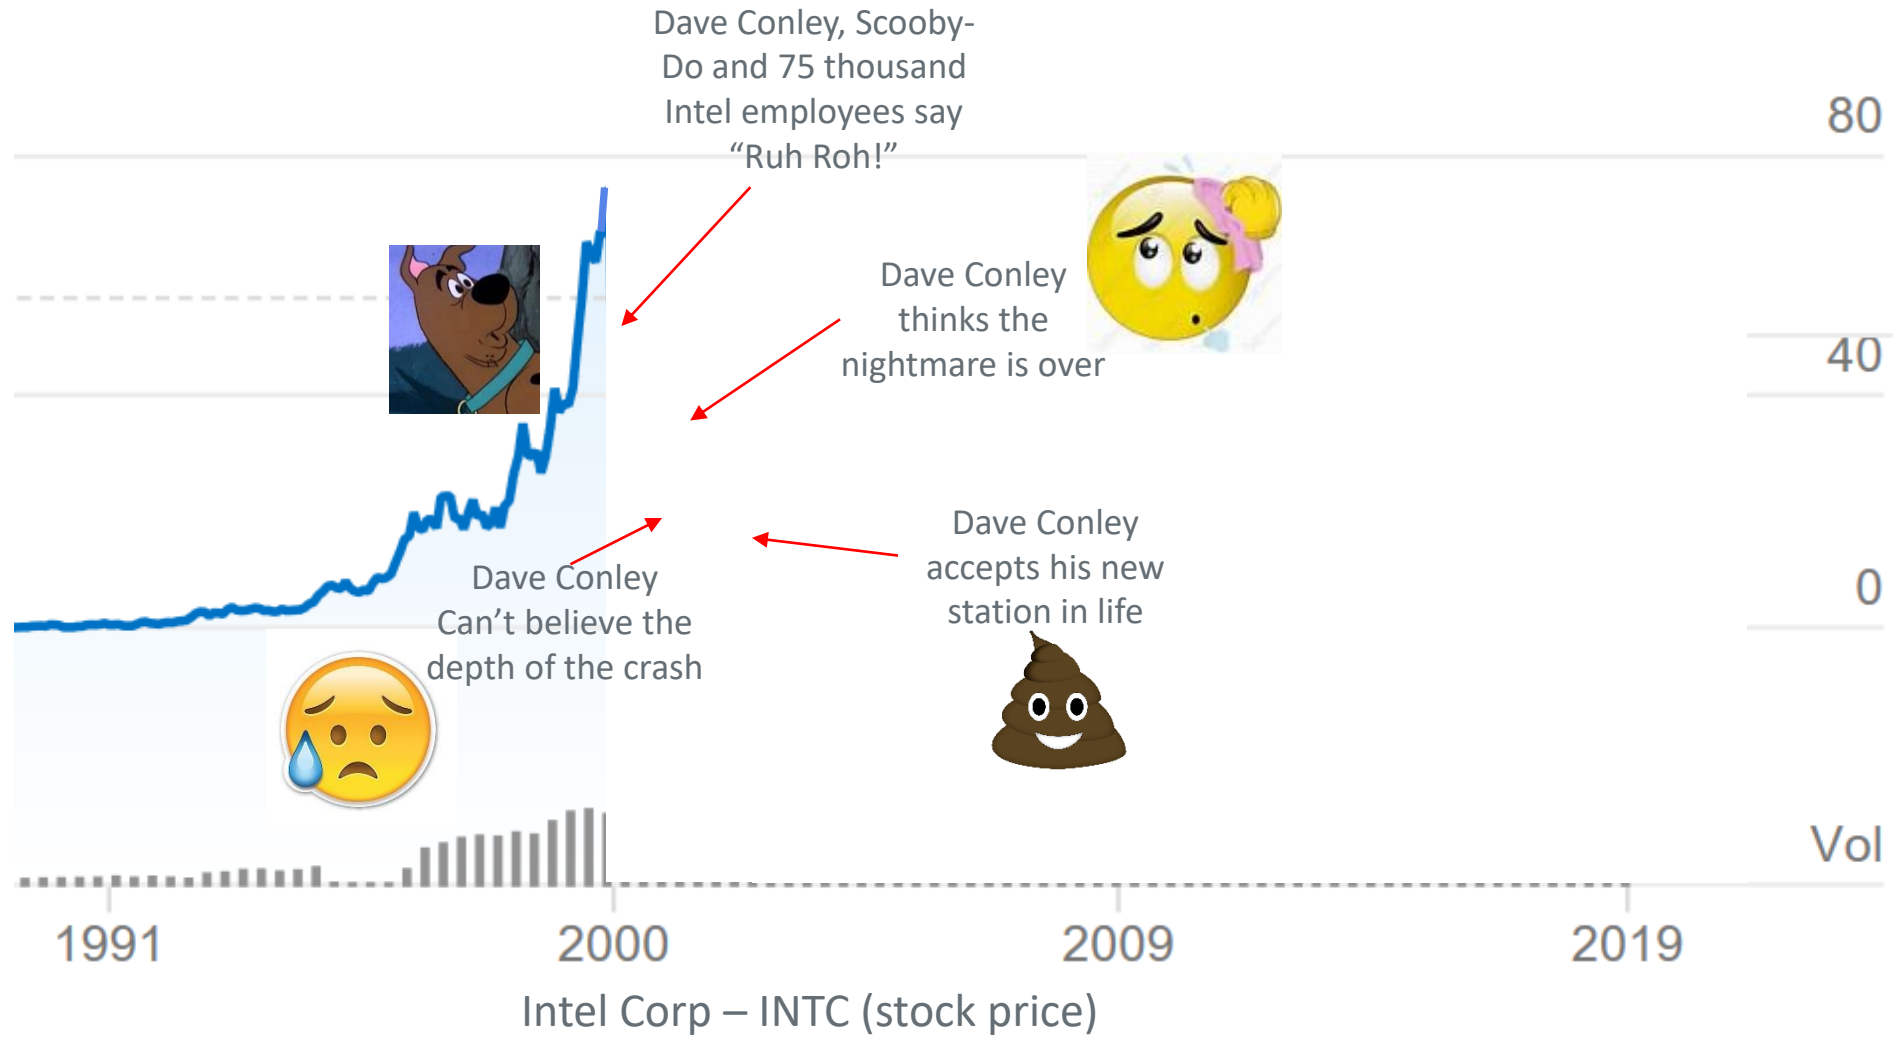 Dave Conley, Scooby-
Do and 75 thousand
Intel employees say
“Ruh Roh!”
80
Dave Conley
thinks the
nightmare is over
40
Dave Conley
accepts his new
station in life
Dave Conley
Can’t believe the
depth of the crash
0
Vol
1991
2000
2009
2019
Intel Corp – INTC (stock price)